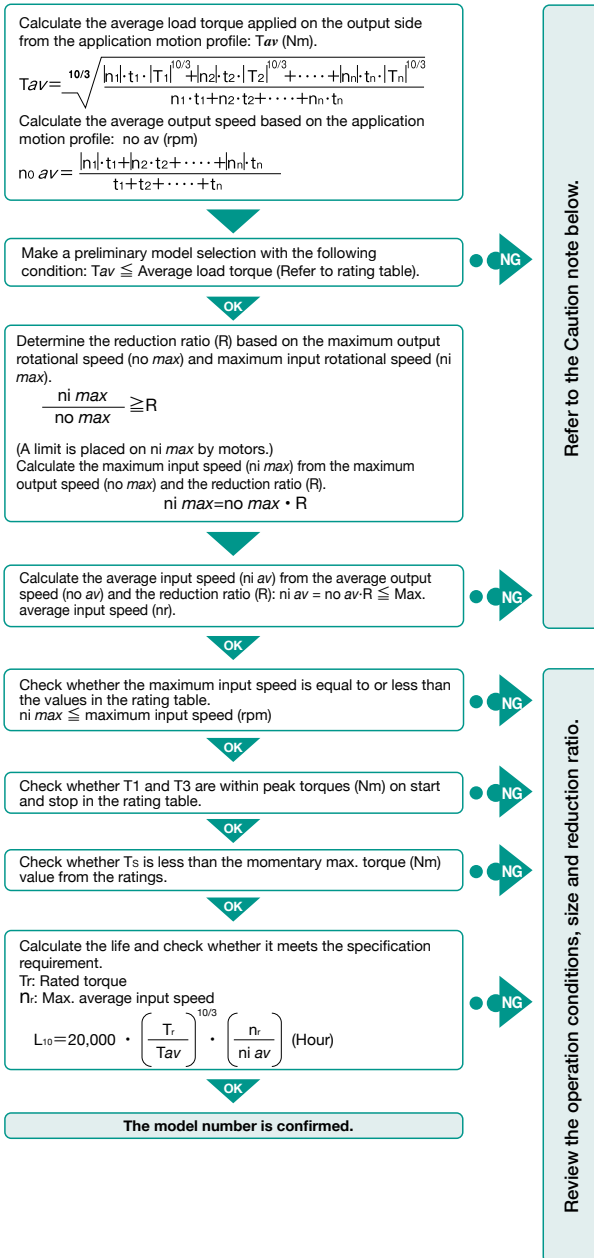 Calculate the average load torque applied on the output side
from the application motion profile: Tav (Nm).
Tav = 10/3√ |n1|·t1·|T1|^10/3+|n2|·t2·|T2|^10/3+····+|nn|·tn·|Tn|^10/3
n1·t1+n2·t2+····+nn·tn
Calculate the average output speed based on the application
motion profile: no av (rpm)
no av = |n1|·t1+|n2|·t2+····+|nn|·tn
t1+t2+····+tn
Make a preliminary model selection with the following
condition: Tav ≦ Average load torque (Refer to rating table).
NG
OK
Determine the reduction ratio (R) based on the maximum output
rotational speed (no max) and maximum input rotational speed (ni
max).
ni max
≧R
no max
(A limit is placed on ni max by motors.)
Calculate the maximum input speed (ni max) from the maximum
output speed (no max) and the reduction ratio (R).
ni max=no max • R
Calculate the average input speed (ni av) from the average output
speed (no av) and the reduction ratio (R): ni av = no av·R ≦ Max.
average input speed (nr).
NG
OK
Refer to the Caution note below.
Check whether the maximum input speed is equal to or less than
the values in the rating table.
ni max ≦ maximum input speed (rpm)
NG
OK
Check whether T1 and T3 are within peak torques (Nm) on start
and stop in the rating table.
NG
OK
Check whether Ts is less than the momentary max. torque (Nm)
value from the ratings.
NG
OK
Calculate the life and check whether it meets the specification
requirement.
Tr: Rated torque
nr: Max. average input speed
L10=20,000 • (Tr/Tav)^10/3 • (nr/ni av) (Hour)
NG
OK
The model number is confirmed.
Review the operation conditions, size and reduction ratio.